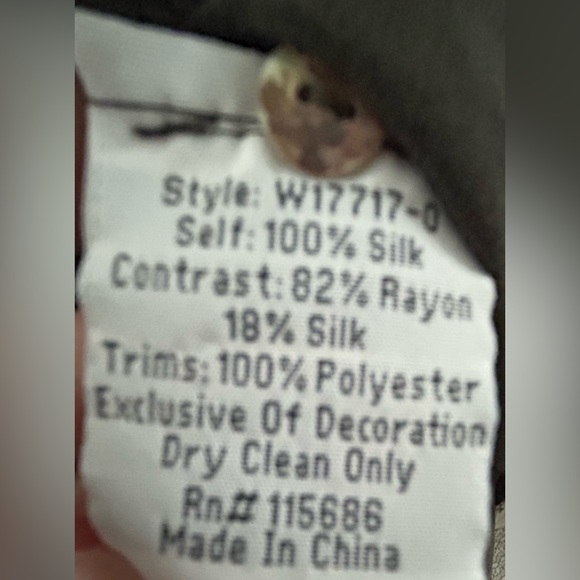 Style: W17717-0
Self: 100% Silk
Contrast: 82% Rayon
18% Silk
Trims: 100% Polyester
Exclusive Of Decoration
Dry Clean Only
Rn# 115686
Made In China